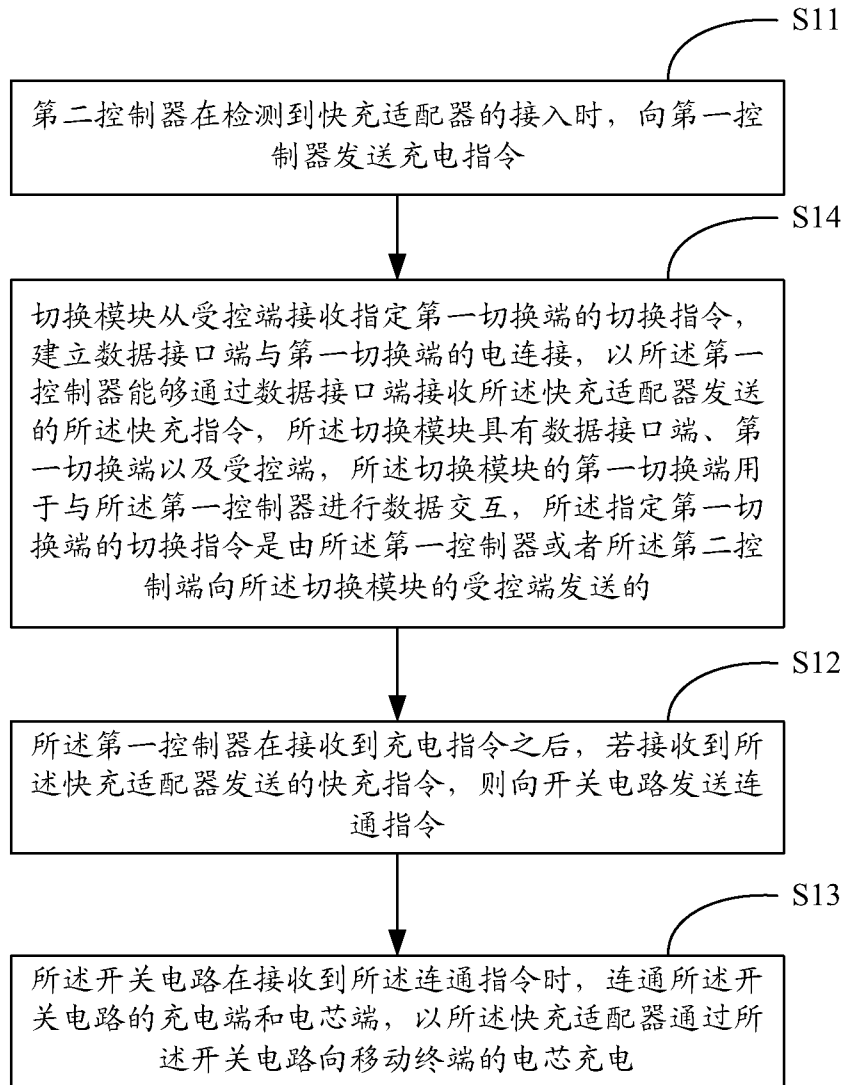 S11
第二控制器在检测到快充适配器的接入时，向第一控
制器发送充电指令
S14
切换模块从受控端接收指定第一切换端的切换指令，
建立数据接口端与第一切换端的电连接，以所述第一
控制器能够通过数据接口端接收所述快充适配器发送
的所述快充指令，所述切换模块具有数据接口端、第
一切换端以及受控端，所述切换模块的第一切换端用
于与所述第一控制器进行数据交互，所述指定第一切
换端的切换指令是由所述第一控制器或者所述第二控
制端向所述切换模块的受控端发送的
S12
所述第一控制器在接收到充电指令之后，若接收到所
述快充适配器发送的快充指令，则向开关电路发送连
通指令
S13
所述开关电路在接收到所述连通指令时，连通所述开
关电路的充电端和电芯端，以所述快充适配器通过所
述开关电路向移动终端的电芯充电